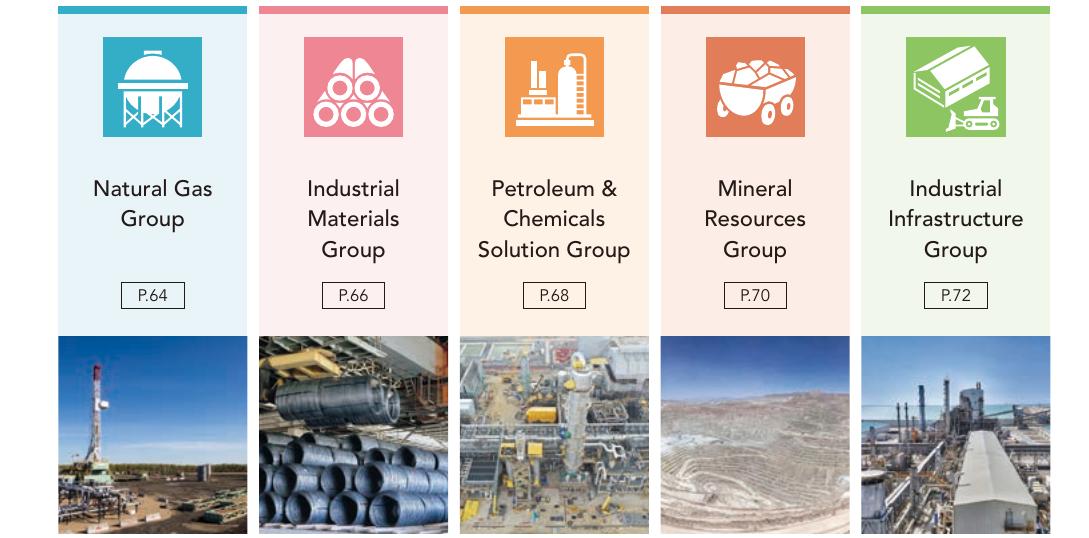 Natural Gas
Group
P.64
Industrial
Materials
Group
P.66
Petroleum &
Chemicals
Solution Group
P.68
Mineral
Resources
Group
P.70
Industrial
Infrastructure
Group
P.72